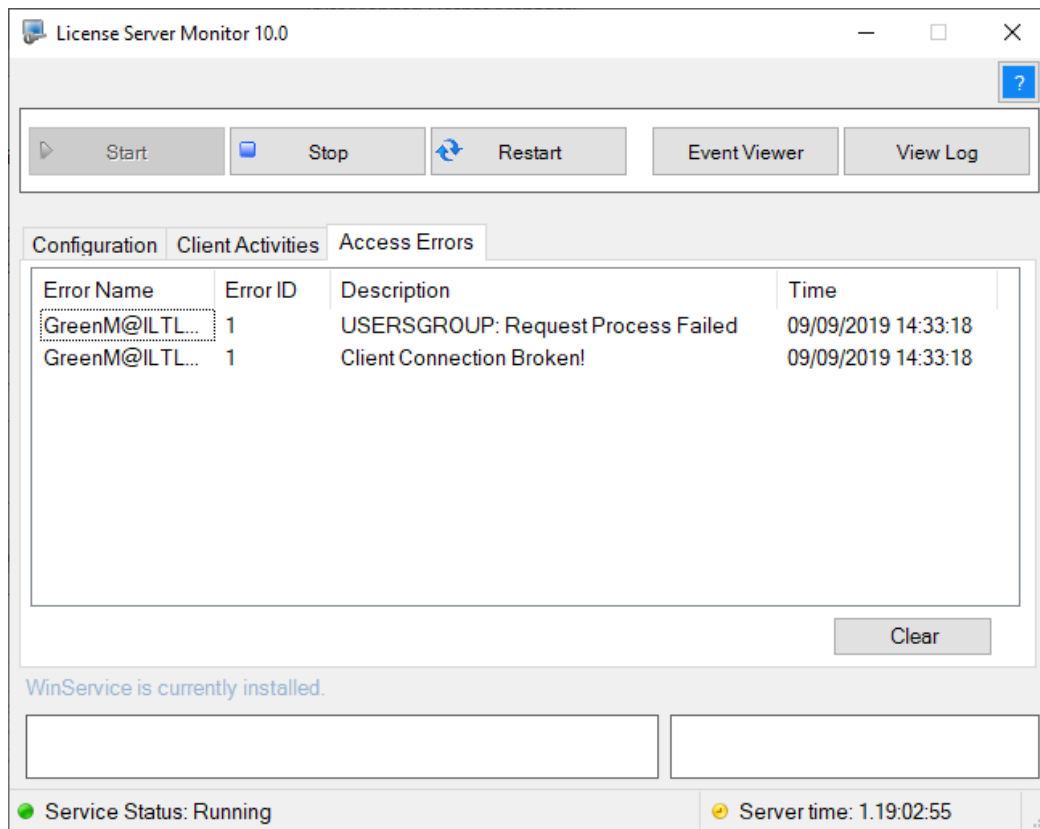 License Server Monitor 10.0
?
Start Stop Restart Event Viewer View Log
Configuration Client Activities Access Errors
Error Name Error ID Description Time
GreenM@ILTL... 1 USERSGROUP: Request Process Failed 09/09/2019 14:33:18
GreenM@ILTL... 1 Client Connection Broken! 09/09/2019 14:33:18
Clear
WinService is currently installed.
Service Status: Running Server time: 1.19:02:55